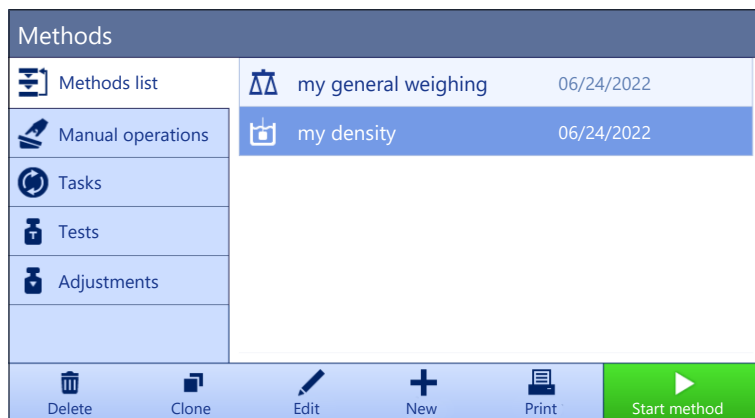 Methods
Methods list
my general weighing 06/24/2022
Manual operations
my density 06/24/2022
Tasks
Tests
Adjustments
Delete Clone Edit New Print Start method